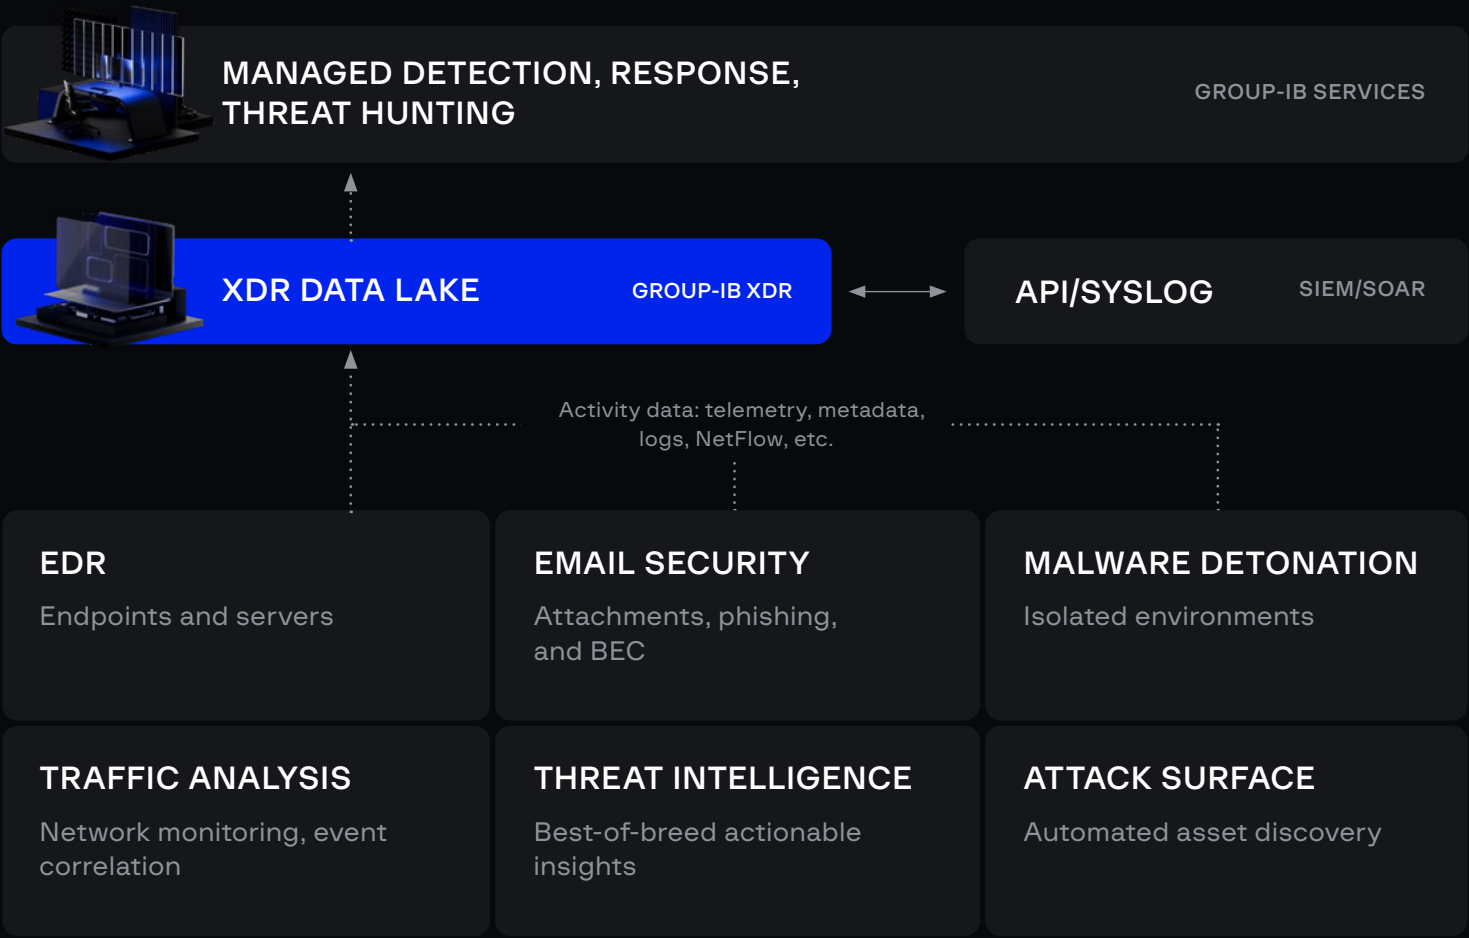 MANAGED DETECTION, RESPONSE,
THREAT HUNTING
GROUP-IB SERVICES
XDR DATA LAKE
GROUP-IB XDR
API/SYSLOG
SIEM/SOAR
Activity data: telemetry, metadata,
logs, NetFlow, etc.
EDR
Endpoints and servers
EMAIL SECURITY
Attachments, phishing,
and BEC
MALWARE DETONATION
Isolated environments
TRAFFIC ANALYSIS
Network monitoring, event
correlation
THREAT INTELLIGENCE
Best-of-breed actionable
insights
ATTACK SURFACE
Automated asset discovery